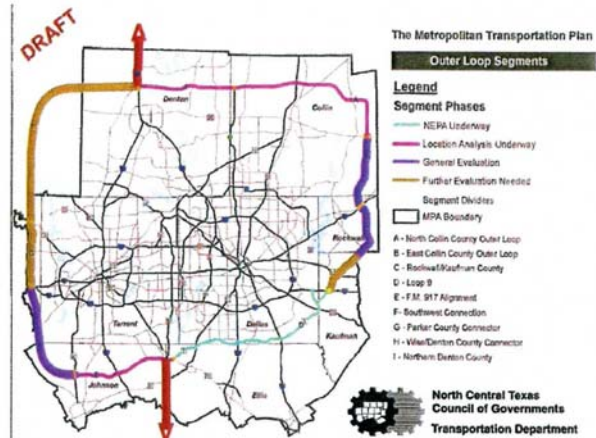 DRAFT
The Metropolitan Transportation Plan
Outer Loop Segments
Legend
Segment Phases
NEPA Underway
Location Analysis Underway
General Evaluation
Further Evaluation Needed
Segment Dividers
MPA Boundary
A - North Collin County Outer Loop
B - East Collin County Outer Loop
C - Rockwall/Kaufman County
D - Loop 9
E - F.M. 917 Alignment
F- Southwest Connection
G - Parker County Connector
H - Wise/Denton County Connector
I - Northern Denton County
Denton
Collin
Rockwall
Tarrant
Dallas
Kaufman
Johnson
Ellis
North Central Texas
Council of Governments
Transportation Department